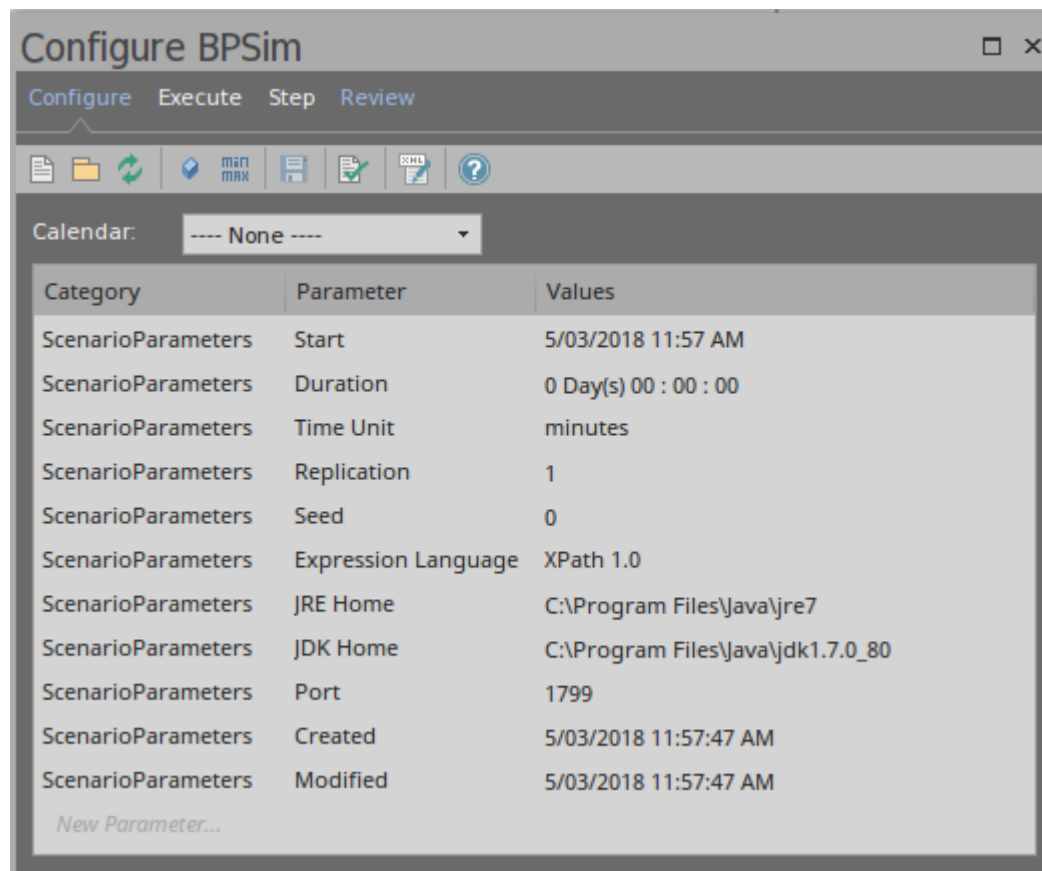 Configure BPSim
Configure Execute Step Review
min
max
XML
?
Calendar: ---- None ----
Category Parameter Values
ScenarioParameters Start 5/03/2018 11:57 AM
ScenarioParameters Duration 0 Day(s) 00 : 00 : 00
ScenarioParameters Time Unit minutes
ScenarioParameters Replication 1
ScenarioParameters Seed 0
ScenarioParameters Expression Language XPath 1.0
ScenarioParameters JRE Home C:\Program Files\Java\jre7
ScenarioParameters JDK Home C:\Program Files\Java\jdk1.7.0_80
ScenarioParameters Port 1799
ScenarioParameters Created 5/03/2018 11:57:47 AM
ScenarioParameters Modified 5/03/2018 11:57:47 AM
New Parameter...